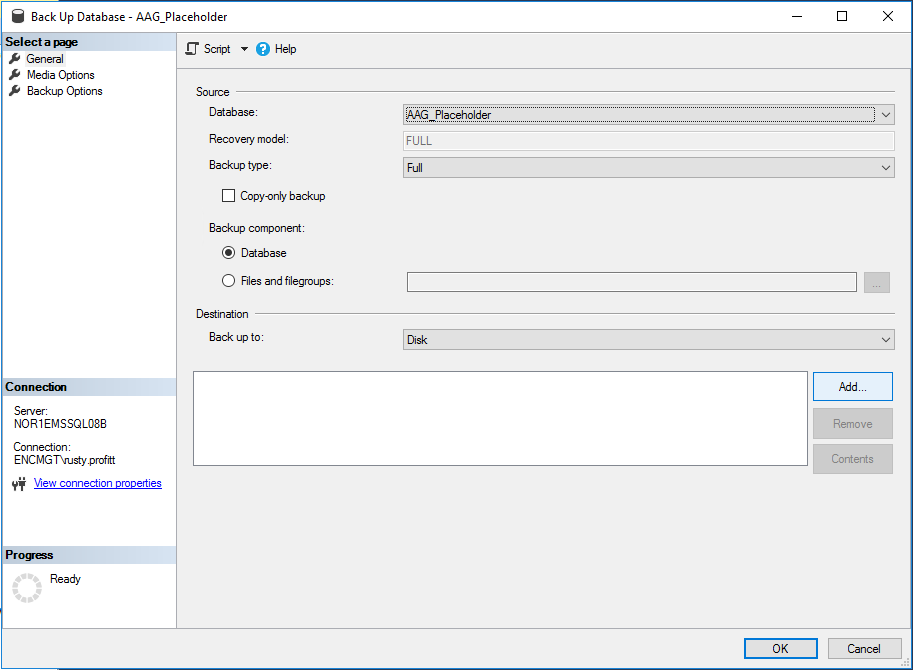 Back Up Database - AAG_Placeholder
Select a page
General
Media Options
Backup Options
Script
Help
Source
Database:
AAG_Placeholder
Recovery model:
FULL
Backup type:
Full
Copy-only backup
Backup component:
Database
Files and filegroups:
...
Destination
Back up to:
Disk
Add...
Remove
Contents
Connection
Server:
NOR1EMSSQL08B
Connection:
ENCMGT\rusty.profitt
View connection properties
Progress
Ready
OK
Cancel